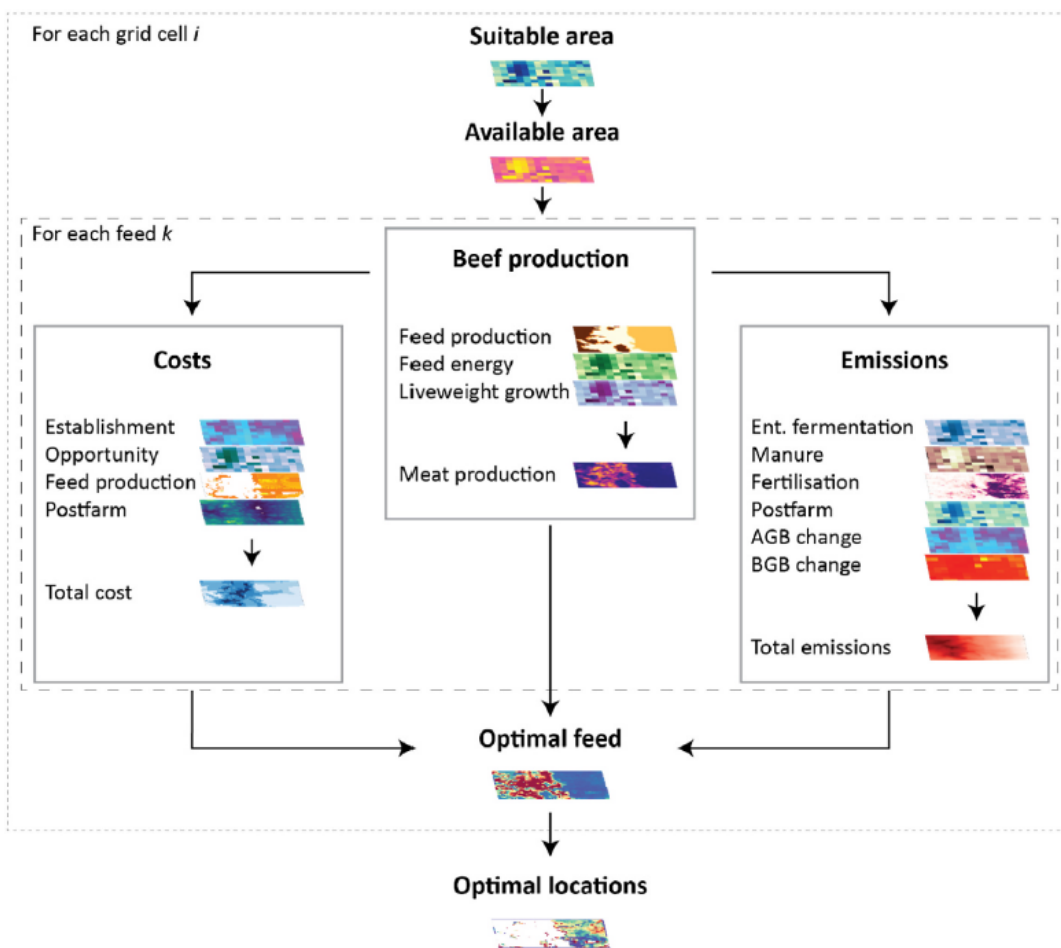 For each grid cell i
Suitable area
Available area
For each feed k
Beef production
Feed production
Feed energy
Liveweight growth
Meat production
Costs
Establishment
Opportunity
Feed production
Postfarm
Total cost
Emissions
Ent. fermentation
Manure
Fertilisation
Postfarm
AGB change
BGB change
Total emissions
Optimal feed
Optimal locations